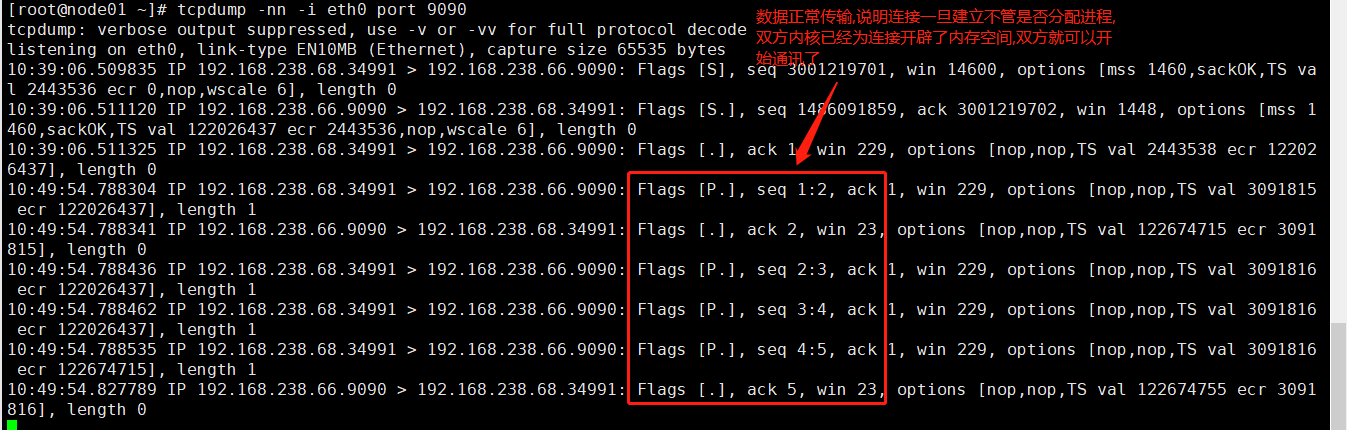 [root@node01 ~]# tcpdump -nn -i eth0 port 9090
tcpdump: verbose output suppressed, use -v or -vv for full protocol decode
listening on eth0, link-type EN10MB (Ethernet), capture size 65535 bytes
数据正常传输,说明连接一旦建立不管是否分配进程,
双方内核已经为连接开辟了内存空间,双方就可以开
始通讯了
10:39:06.509835 IP 192.168.238.68.34991 > 192.168.238.66.9090: Flags [S], seq 3001219701, win 14600, options [mss 1460,sackOK,TS va
l 2443536 ecr 0,nop,wscale 6], length 0
10:39:06.511120 IP 192.168.238.66.9090 > 192.168.238.68.34991: Flags [S.], seq 1486091859, ack 3001219702, win 1448, options [mss 1
460,sackOK,TS val 122026437 ecr 2443536,nop,wscale 6], length 0
10:39:06.511325 IP 192.168.238.68.34991 > 192.168.238.66.9090: Flags [.], ack 1, win 229, options [nop,nop,TS val 2443538 ecr 12202
6437], length 0
10:49:54.788304 IP 192.168.238.68.34991 > 192.168.238.66.9090: Flags [P.], seq 1:2, ack 1, win 229, options [nop,nop,TS val 3091815
 ecr 122026437], length 1
10:49:54.788341 IP 192.168.238.66.9090 > 192.168.238.68.34991: Flags [.], ack 2, win 23, options [nop,nop,TS val 122674715 ecr 3091
815], length 0
10:49:54.788436 IP 192.168.238.68.34991 > 192.168.238.66.9090: Flags [P.], seq 2:3, ack 1, win 229, options [nop,nop,TS val 3091816
 ecr 122026437], length 1
10:49:54.788462 IP 192.168.238.68.34991 > 192.168.238.66.9090: Flags [P.], seq 3:4, ack 1, win 229, options [nop,nop,TS val 3091816
 ecr 122026437], length 1
10:49:54.788535 IP 192.168.238.68.34991 > 192.168.238.66.9090: Flags [P.], seq 4:5, ack 1, win 229, options [nop,nop,TS val 3091816
 ecr 122674715], length 1
10:49:54.827789 IP 192.168.238.66.9090 > 192.168.238.68.34991: Flags [.], ack 5, win 23, options [nop,nop,TS val 122674755 ecr 3091
816], length 0